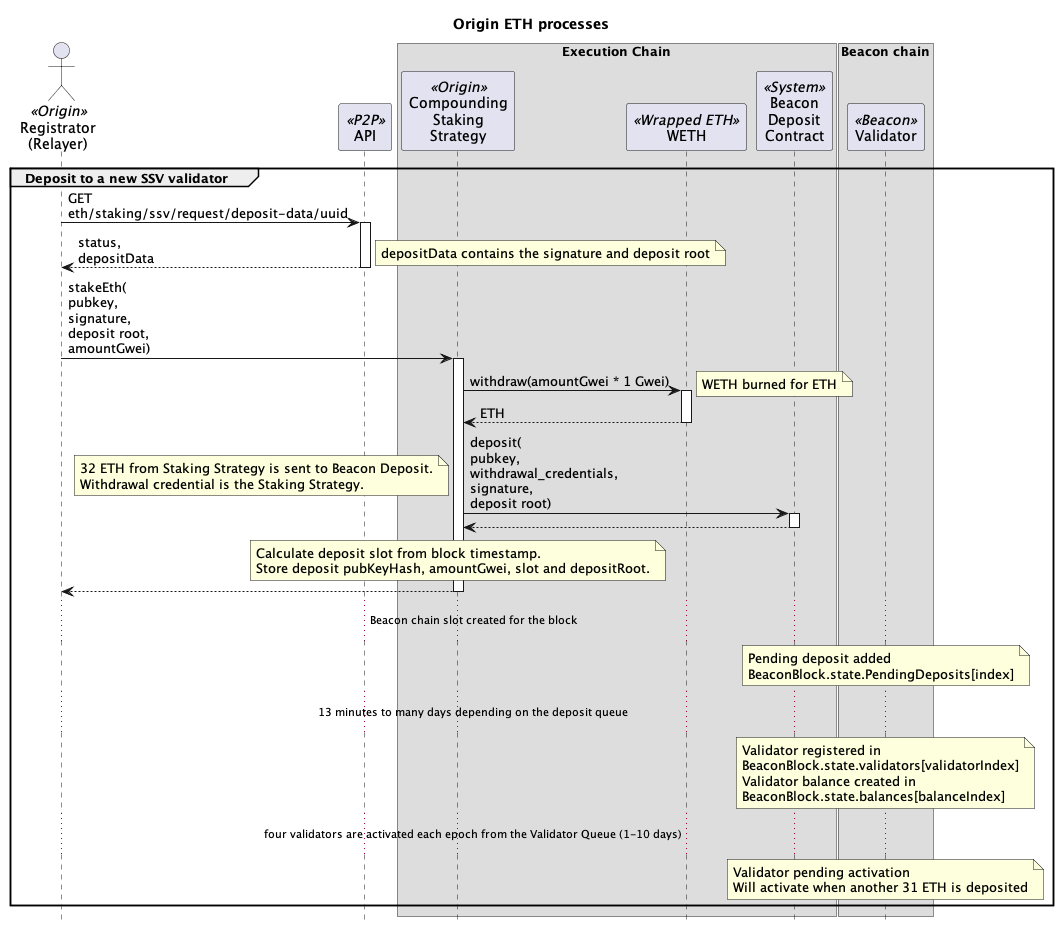 Origin ETH processes
Execution Chain
Beacon chain
«Origin»
Registrator
(Relayer)
«P2P»
API
«Origin»
Compounding
Staking
Strategy
«Wrapped ETH»
WETH
«System»
Beacon
Deposit
Contract
«Beacon»
Validator
Deposit to a new SSV validator
GET
eth/staking/ssv/request/deposit-data/uuid
status,
depositData
depositData contains the signature and deposit root
stakeEth(
pubkey,
signature,
deposit root,
amountGwei)
withdraw(amountGwei * 1 Gwei)
WETH burned for ETH
ETH
deposit(
pubkey,
withdrawal_credentials,
signature,
deposit root)
32 ETH from Staking Strategy is sent to Beacon Deposit.
Withdrawal credential is the Staking Strategy.
Calculate deposit slot from block timestamp.
Store deposit pubKeyHash, amountGwei, slot and depositRoot.
Beacon chain slot created for the block
Pending deposit added
BeaconBlock.state.PendingDeposits[index]
13 minutes to many days depending on the deposit queue
Validator registered in
BeaconBlock.state.validators[validatorIndex]
Validator balance created in
BeaconBlock.state.balances[balanceIndex]
four validators are activated each epoch from the Validator Queue (1-10 days)
Validator pending activation
Will activate when another 31 ETH is deposited